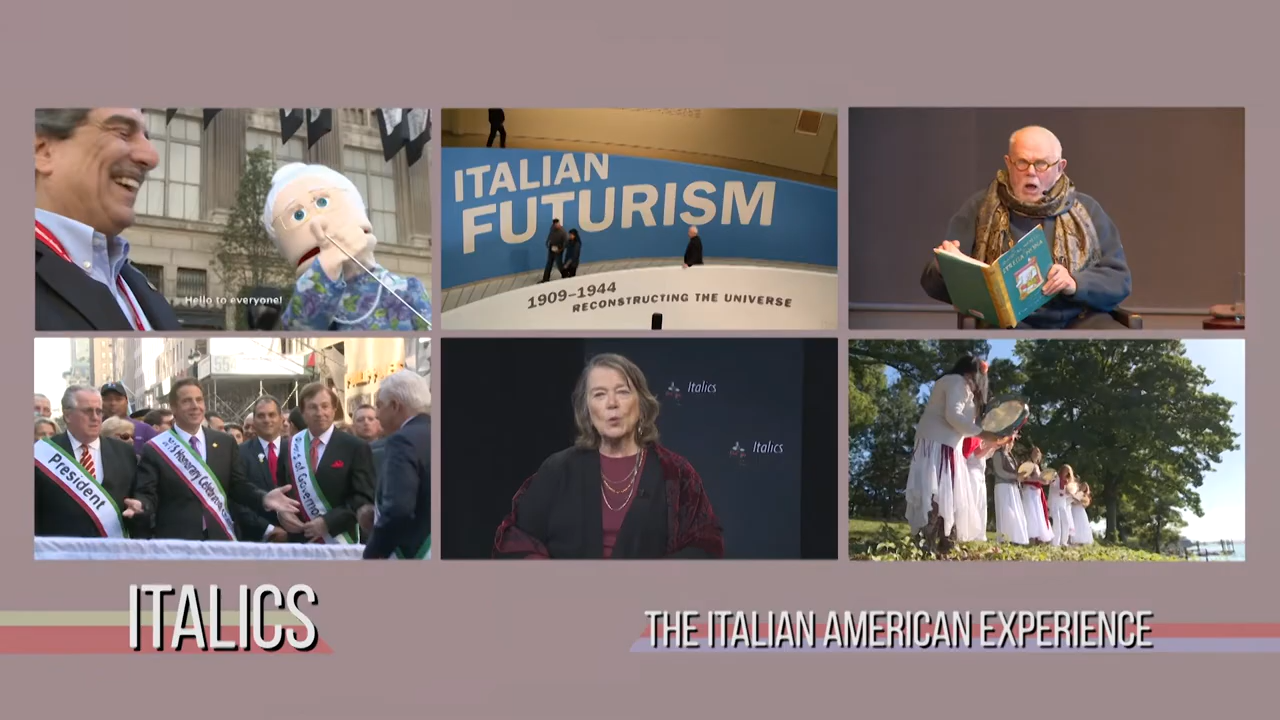 Hello to everyone!
ITALIAN
FUTURISM
1909–1944
RECONSTRUCTING THE UNIVERSE
President
Italics
Italics
ITALICS
THE ITALIAN AMERICAN EXPERIENCE